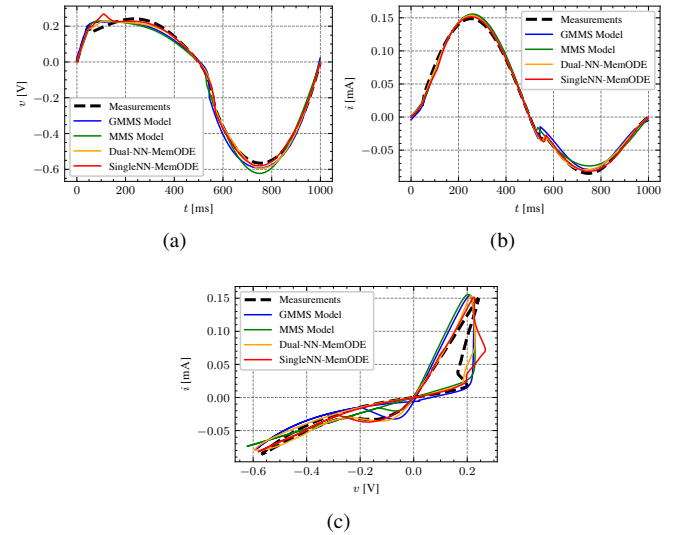 0.2
0.0
−0.2
−0.4
−0.6
v [V]
Measurements
GMMS Model
MMS Model
Dual-NN-MemODE
SingleNN-MemODE
0
200
400
600
800
1000
t [ms]
(a)
0.15
0.10
0.05
0.00
−0.05
i [mA]
Measurements
GMMS Model
MMS Model
Dual-NN-MemODE
SingleNN-MemODE
0
200
400
600
800
1000
t [ms]
(b)
0.15
0.10
0.05
0.00
−0.05
i [mA]
Measurements
GMMS Model
MMS Model
Dual-NN-MemODE
SingleNN-MemODE
−0.6
−0.4
−0.2
0.0
0.2
v [V]
(c)